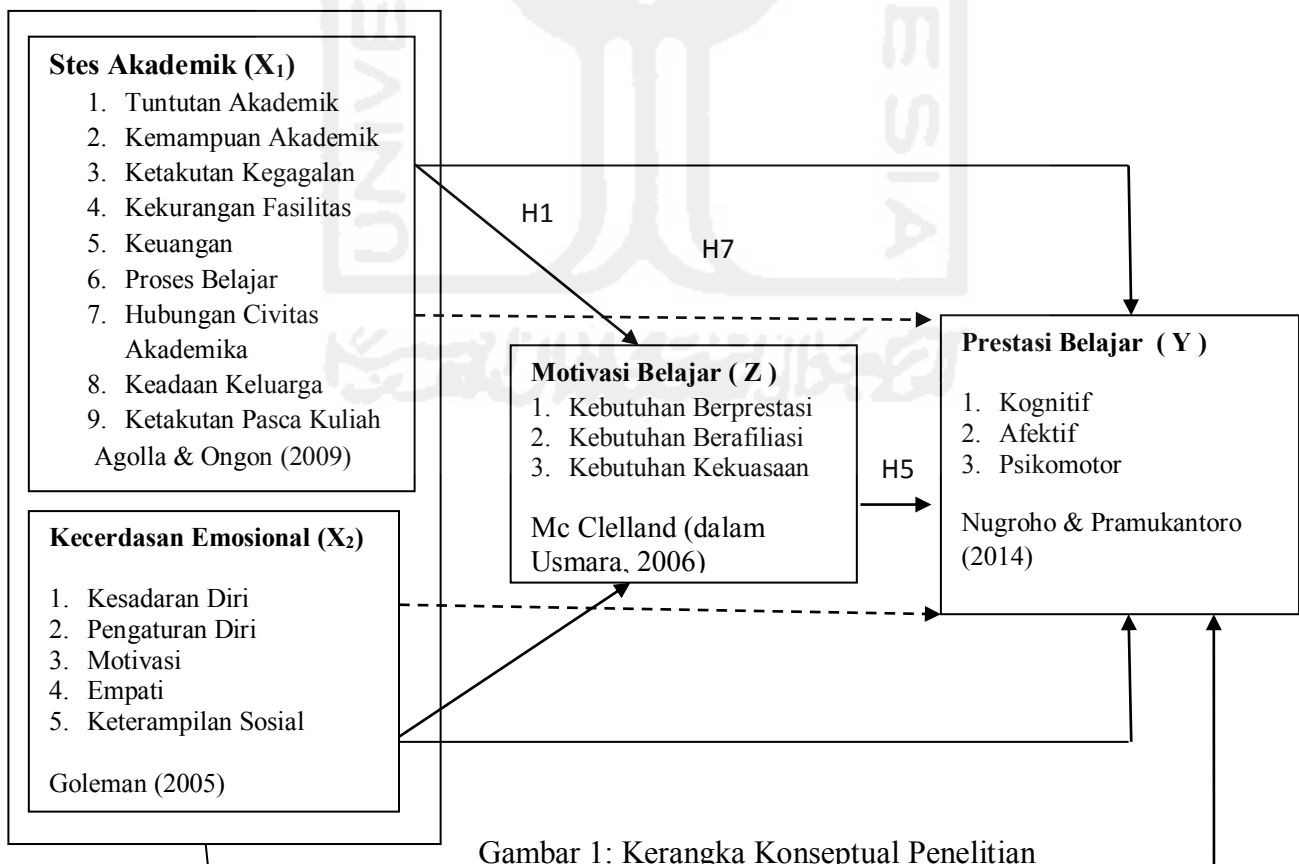 Stes Akademik (X₁)
1. Tuntutan Akademik
2. Kemampuan Akademik
3. Ketakutan Kegagalan
4. Kekurangan Fasilitas
5. Keuangan
6. Proses Belajar
7. Hubungan Civitas
Akademika
8. Keadaan Keluarga
9. Ketakutan Pasca Kuliah
Agolla & Ongon (2009)
Kecerdasan Emosional (X₂)
1. Kesadaran Diri
2. Pengaturan Diri
3. Motivasi
4. Empati
5. Keterampilan Sosial
Goleman (2005)
H1
H7
Motivasi Belajar ( Z )
1. Kebutuhan Berprestasi
2. Kebutuhan Berafiliasi
3. Kebutuhan Kekuasaan
Mc Clelland (dalam
Usmara, 2006)
H5
Prestasi Belajar ( Y )
1. Kognitif
2. Afektif
3. Psikomotor
Nugroho & Pramukantoro
(2014)
Gambar 1: Kerangka Konseptual Penelitian